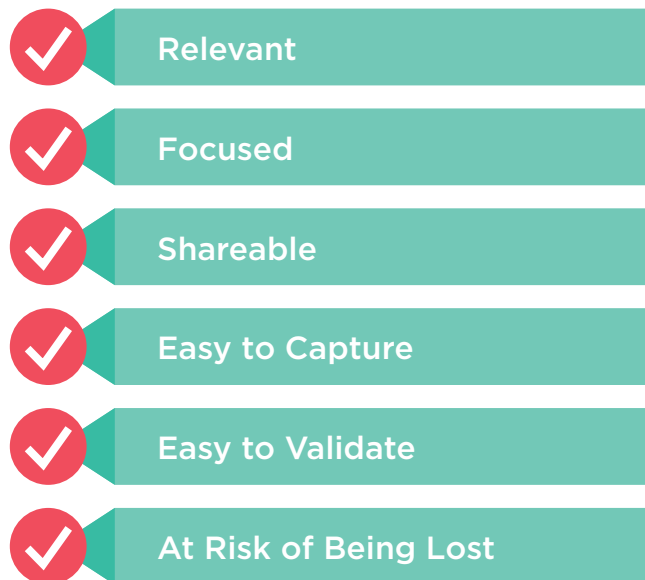 Relevant
Focused
Shareable
Easy to Capture
Easy to Validate
At Risk of Being Lost